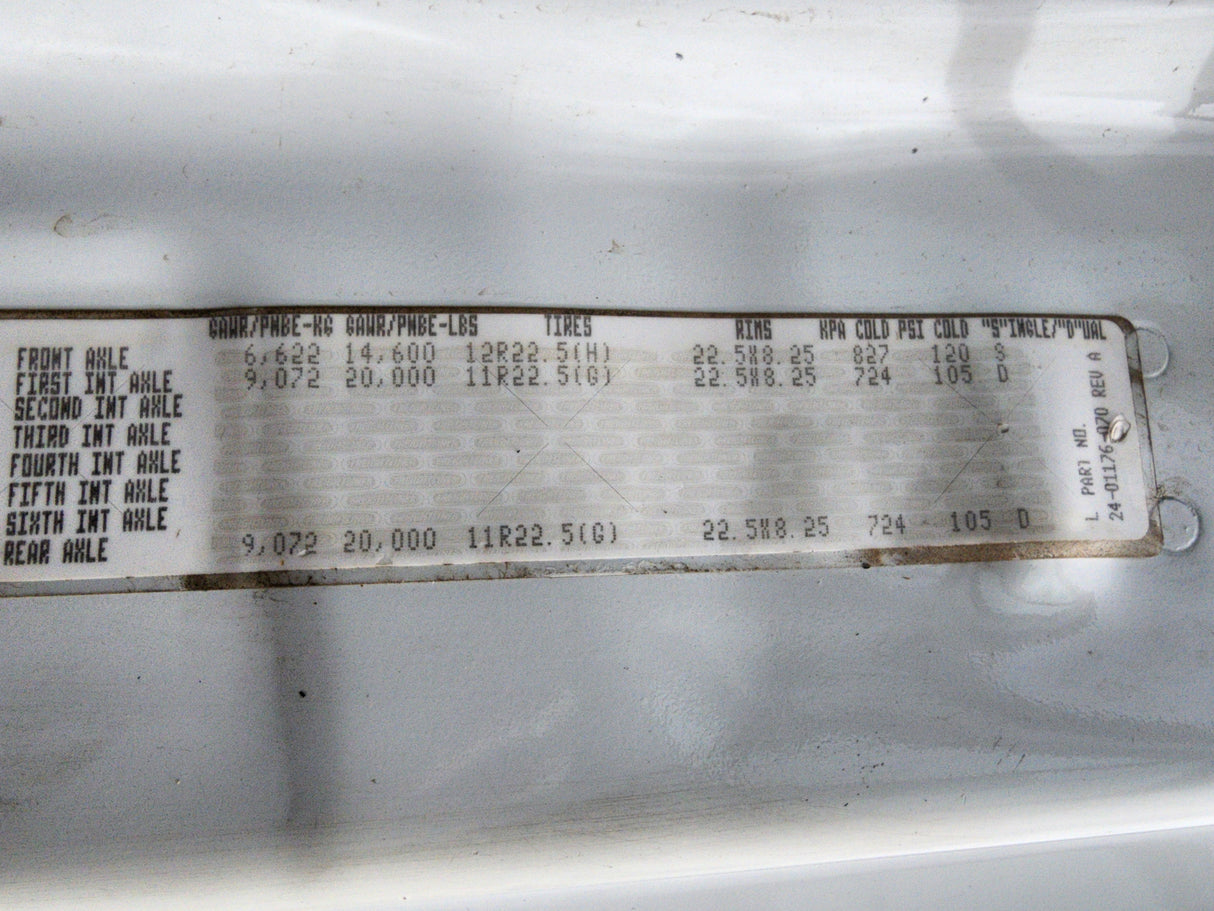 GAWR/PNBE-KG GAWR/PNBE-LBS TIRES RIMS KPA COLD PSI COLD "S"INGLE/"D"UAL
FRONT AXLE 6,622 14,600 12R22.5(H) 22.5X8.25 827 120 S
FIRST INT AXLE 9,072 20,000 11R22.5(G) 22.5X8.25 724 105 D
SECOND INT AXLE
THIRD INT AXLE
FOURTH INT AXLE
FIFTH INT AXLE
SIXTH INT AXLE
REAR AXLE 9,072 20,000 11R22.5(G) 22.5X8.25 724 105 D
L PART NO.
24-01176-070 REV A